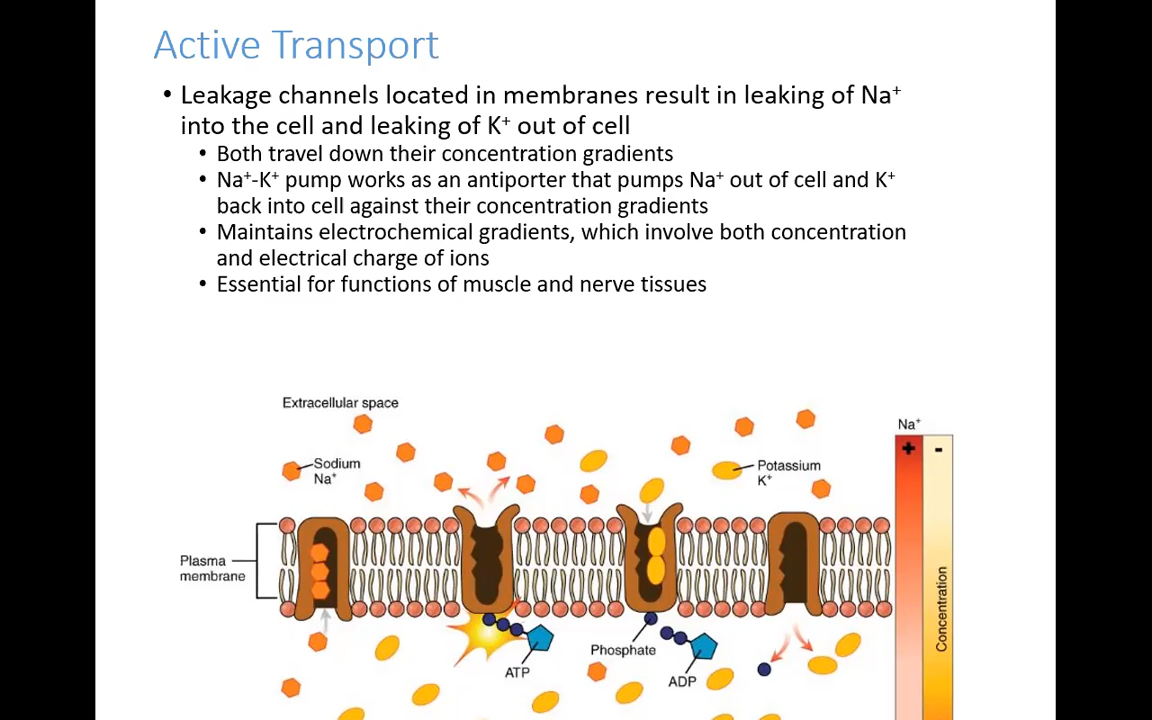 Active Transport
• Leakage channels located in membranes result in leaking of Na⁺
into the cell and leaking of K⁺ out of cell
• Both travel down their concentration gradients
• Na⁺-K⁺ pump works as an antiporter that pumps Na⁺ out of cell and K⁺
back into cell against their concentration gradients
• Maintains electrochemical gradients, which involve both concentration
and electrical charge of ions
• Essential for functions of muscle and nerve tissues
Extracellular space
Na⁺
+ -
Sodium
Na⁺
Potassium
K⁺
Plasma
membrane
Concentration
Phosphate
ATP
ADP